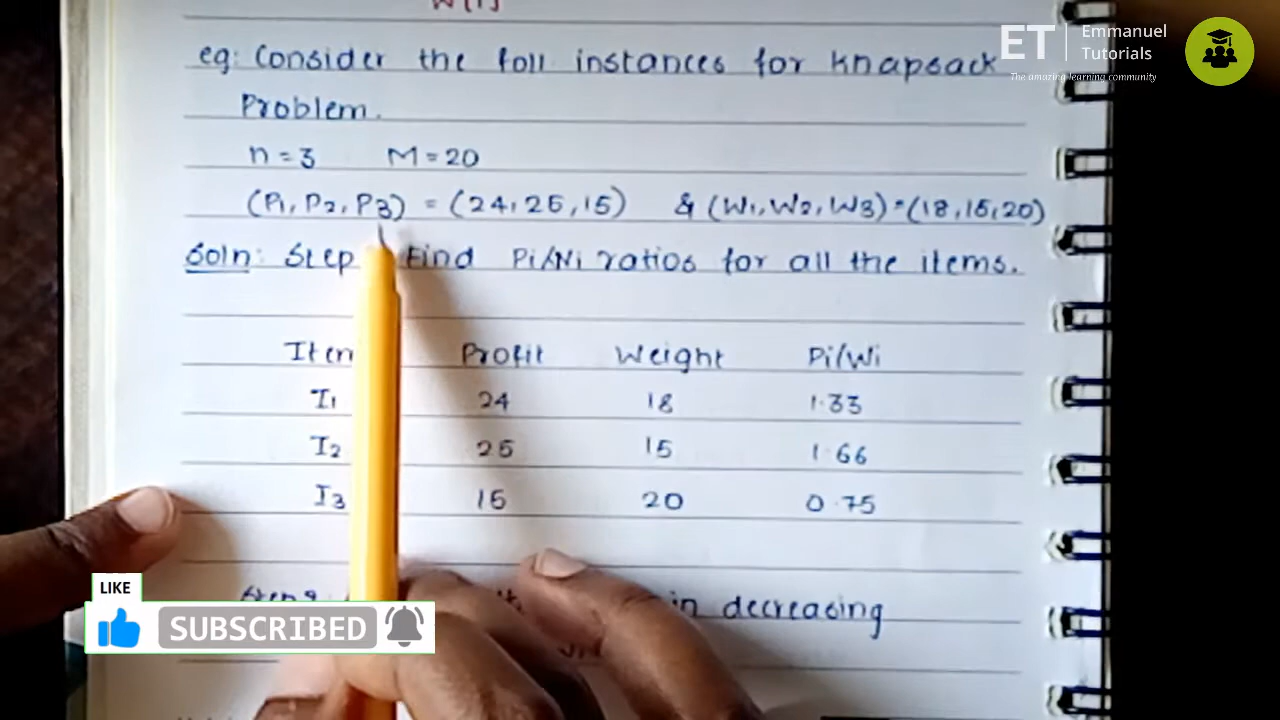 eg: Consider the foll instances for knapsack
Problem.
n = 3 M = 20
(P1, P2, P3) = (24, 25, 15) & (W1, W2, W3) = (18, 15, 20)
Soln: Step Find Pi/Wi ratios for all the items.
Item Profit Weight Pi/Wi
I1 24 18 1.33
I2 25 15 1.66
I3 15 20 0.75
in decreasing
ET Emmanuel
Tutorials
The amazing learning community
LIKE
SUBSCRIBED